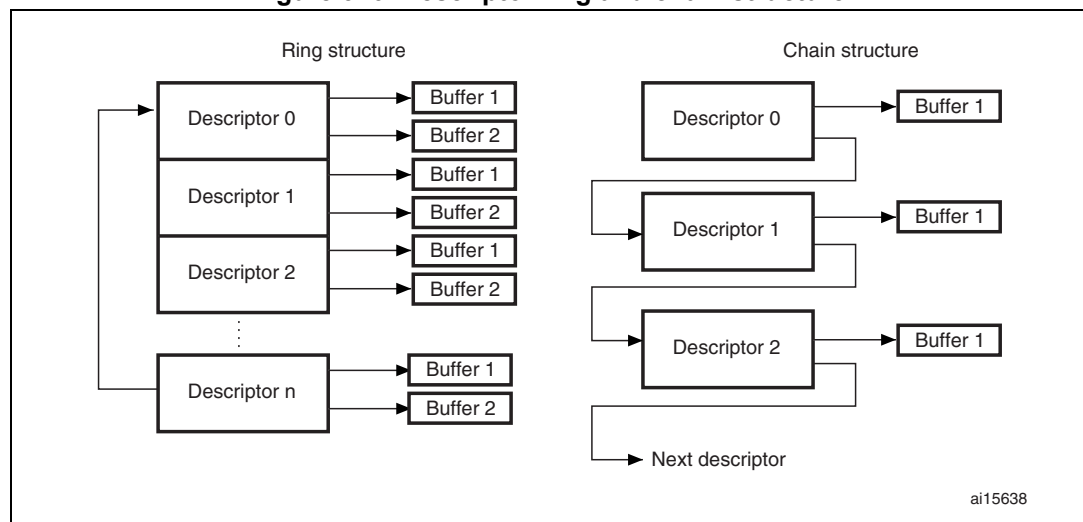 Ring structure
Descriptor 0
Buffer 1
Buffer 2
Descriptor 1
Buffer 1
Buffer 2
Descriptor 2
Buffer 1
Buffer 2
Descriptor n
Buffer 1
Buffer 2
Chain structure
Descriptor 0
Buffer 1
Descriptor 1
Buffer 1
Descriptor 2
Buffer 1
Next descriptor
ai15638